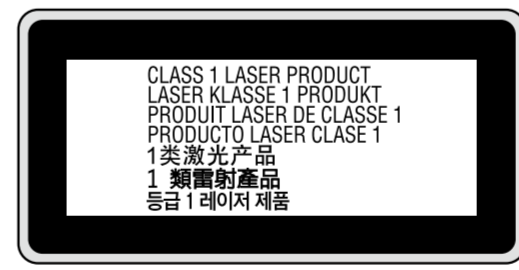 CLASS 1 LASER PRODUCT
LASER KLASSE 1 PRODUKT
PRODUIT LASER DE CLASSE 1
PRODUCTO LASER CLASE 1
1类激光产品
1 類雷射產品
등급 1 레이저 제품